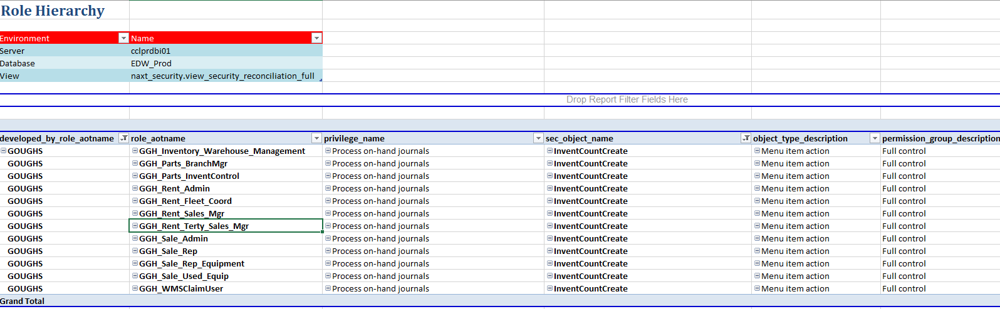 Role Hierarchy
Environment Name
Server cclprdbi01
Database EDW_Prod
View naxt_security.view_security_reconciliation_full
Drop Report Filter Fields Here
developed_by_role_aotname role_aotname privilege_name sec_object_name object_type_description permission_group_description
GOUGHS GGH_Inventory_Warehouse_Management Process on-hand journals InventCountCreate Menu item action Full control
GOUGHS GGH_Parts_BranchMgr Process on-hand journals InventCountCreate Menu item action Full control
GOUGHS GGH_Parts_InventControl Process on-hand journals InventCountCreate Menu item action Full control
GOUGHS GGH_Rent_Admin Process on-hand journals InventCountCreate Menu item action Full control
GOUGHS GGH_Rent_Fleet_Coord Process on-hand journals InventCountCreate Menu item action Full control
GOUGHS GGH_Rent_Sales_Mgr Process on-hand journals InventCountCreate Menu item action Full control
GOUGHS GGH_Rent_Terty_Sales_Mgr Process on-hand journals InventCountCreate Menu item action Full control
GOUGHS GGH_Sale_Admin Process on-hand journals InventCountCreate Menu item action Full control
GOUGHS GGH_Sale_Rep Process on-hand journals InventCountCreate Menu item action Full control
GOUGHS GGH_Sale_Rep_Equipment Process on-hand journals InventCountCreate Menu item action Full control
GOUGHS GGH_Sale_Used_Equip Process on-hand journals InventCountCreate Menu item action Full control
GOUGHS GGH_WMSClaimUser Process on-hand journals InventCountCreate Menu item action Full control
Grand Total